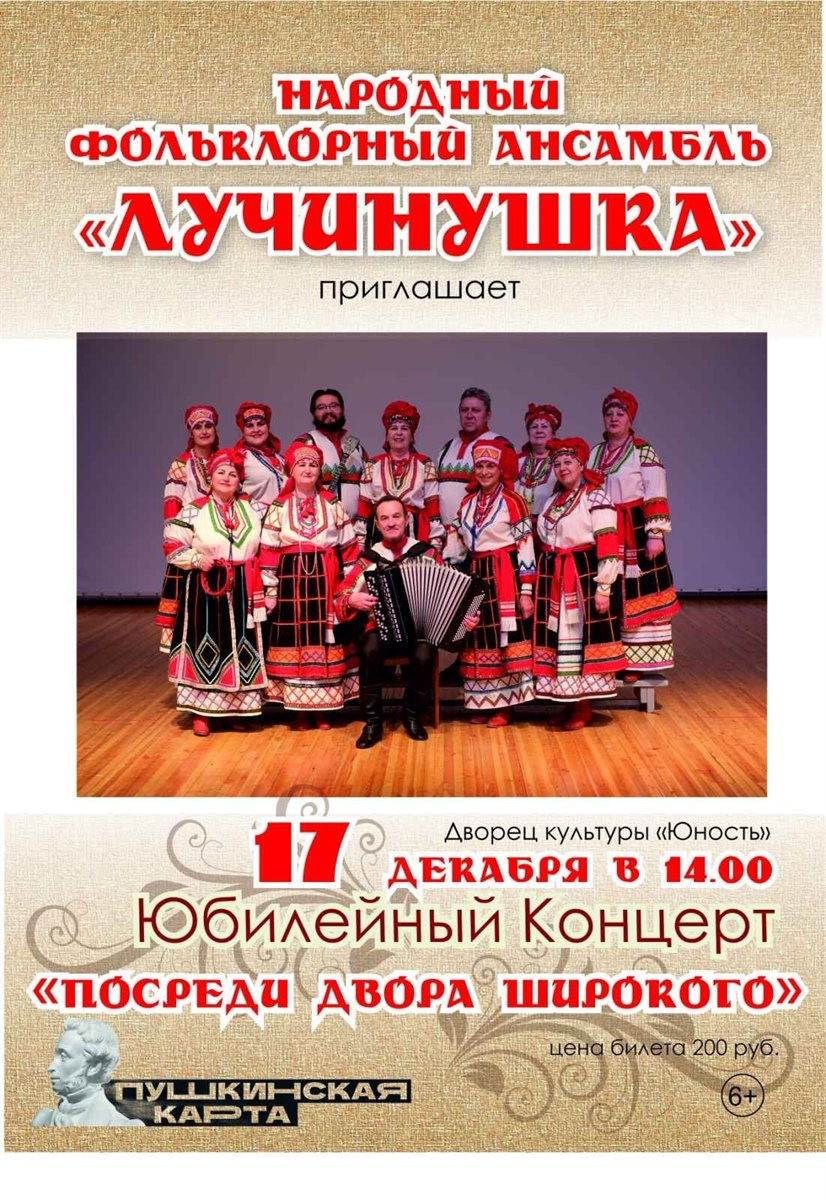 НАРОДНЫЙ
ФОЛЬКЛОРНЫЙ АНСАМБЛЬ
«ЛУЧИНУШКА»
приглашает
Дворец культуры «Юность»
17 ДЕКАБРЯ В 14.00
Юбилейный Концерт
«ПОСРЕДИ ДВОРА ШИРОКОГО»
цена билета 200 руб.
ПУШКИНСКАЯ
КАРТА
6+